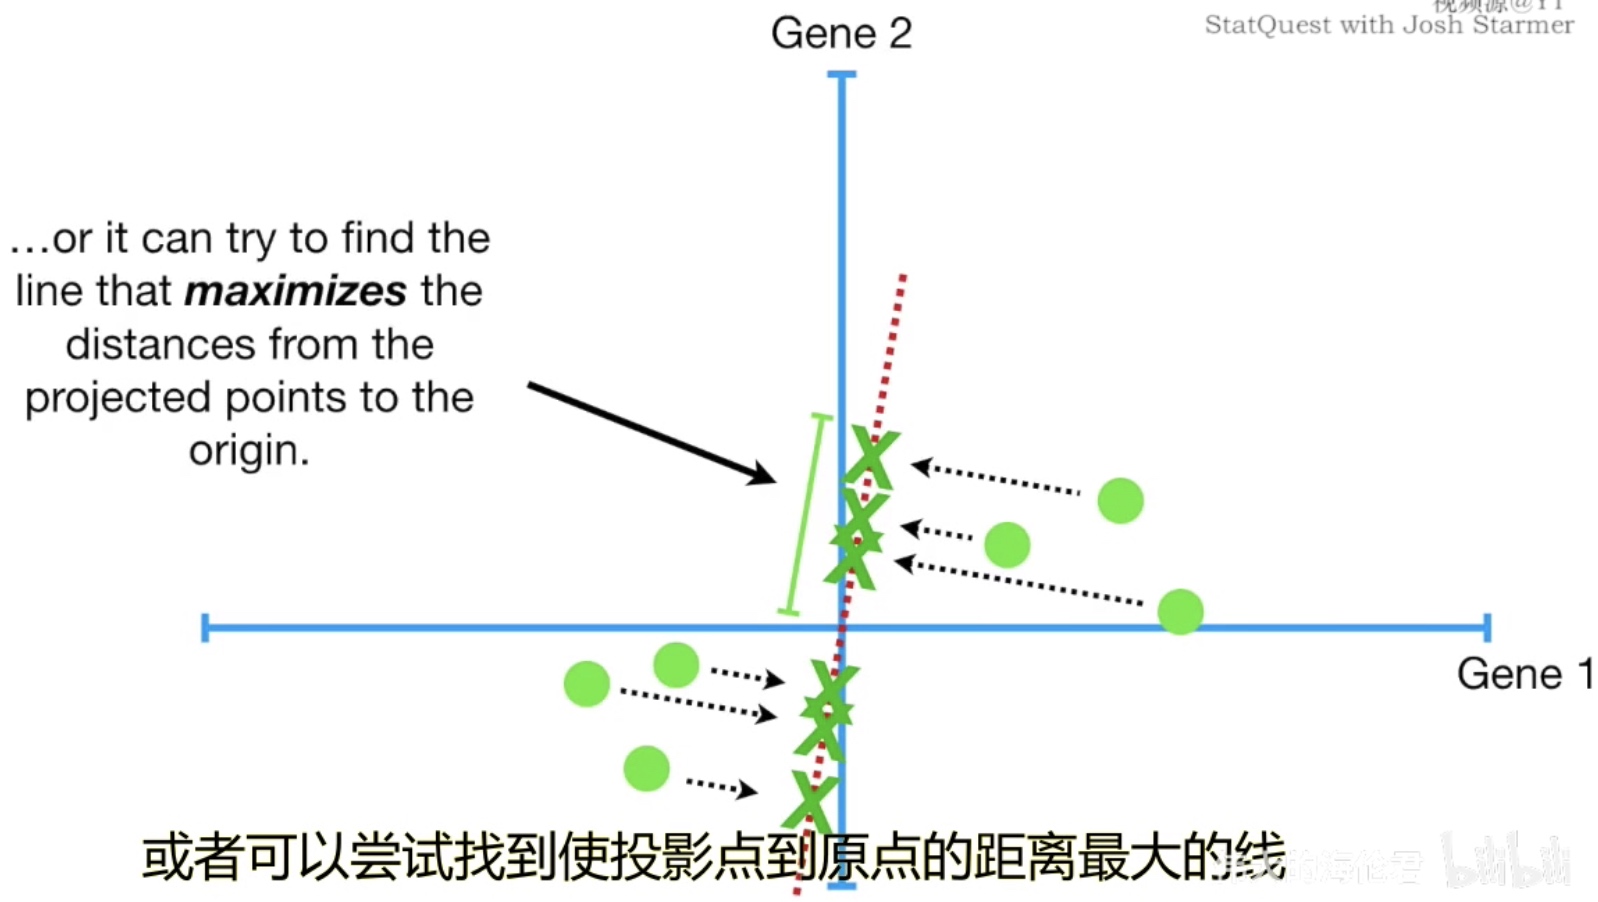 视频源@YT
StatQuest with Josh Starmer
Gene 2
...or it can try to find the
line that maximizes the
distances from the
projected points to the
origin.
Gene 1
或者可以尝试找到使投影点到原点的距离最大的线
bilibili